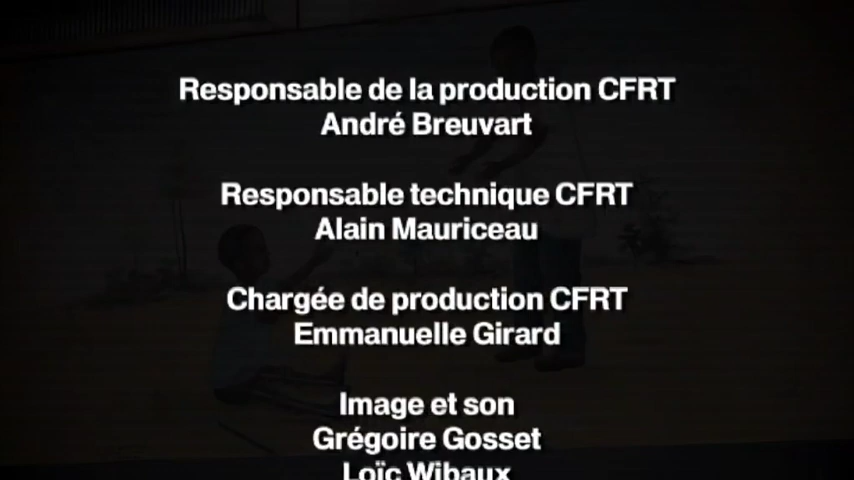 Responsable de la production CFRT
André Breuvart
Responsable technique CFRT
Alain Mauriceau
Chargée de production CFRT
Emmanuelle Girard
Image et son
Grégoire Gosset
Loïc Wibaux